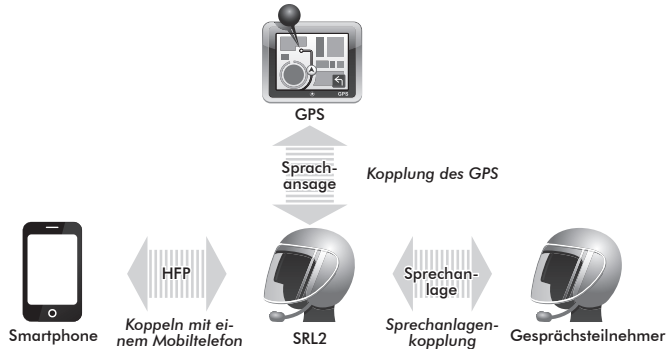 GPS
GPS
Sprach-
ansage
Kopplung des GPS
HFP
Sprechan-
lage
Smartphone
Koppeln mit ei-
nem Mobiltelefon
SRL2
Sprechanlagen-
kopplung
Gesprächsteilnehmer